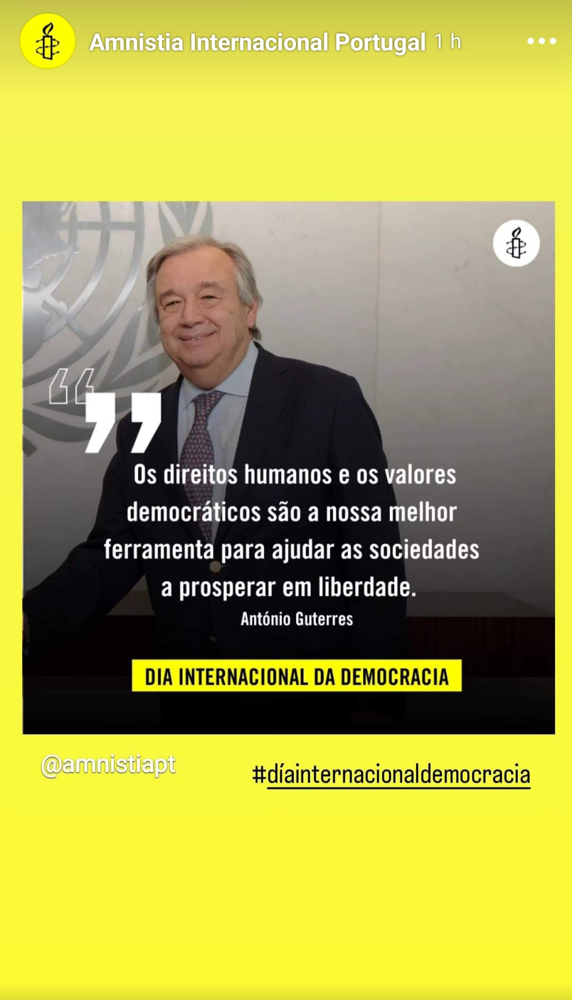 Amnistia Internacional Portugal 1 h
Os direitos humanos e os valores
democráticos são a nossa melhor
ferramenta para ajudar as sociedades
a prosperar em liberdade.
António Guterres
DIA INTERNACIONAL DA DEMOCRACIA
@amnistiapt
#díainternacionaldemocracia